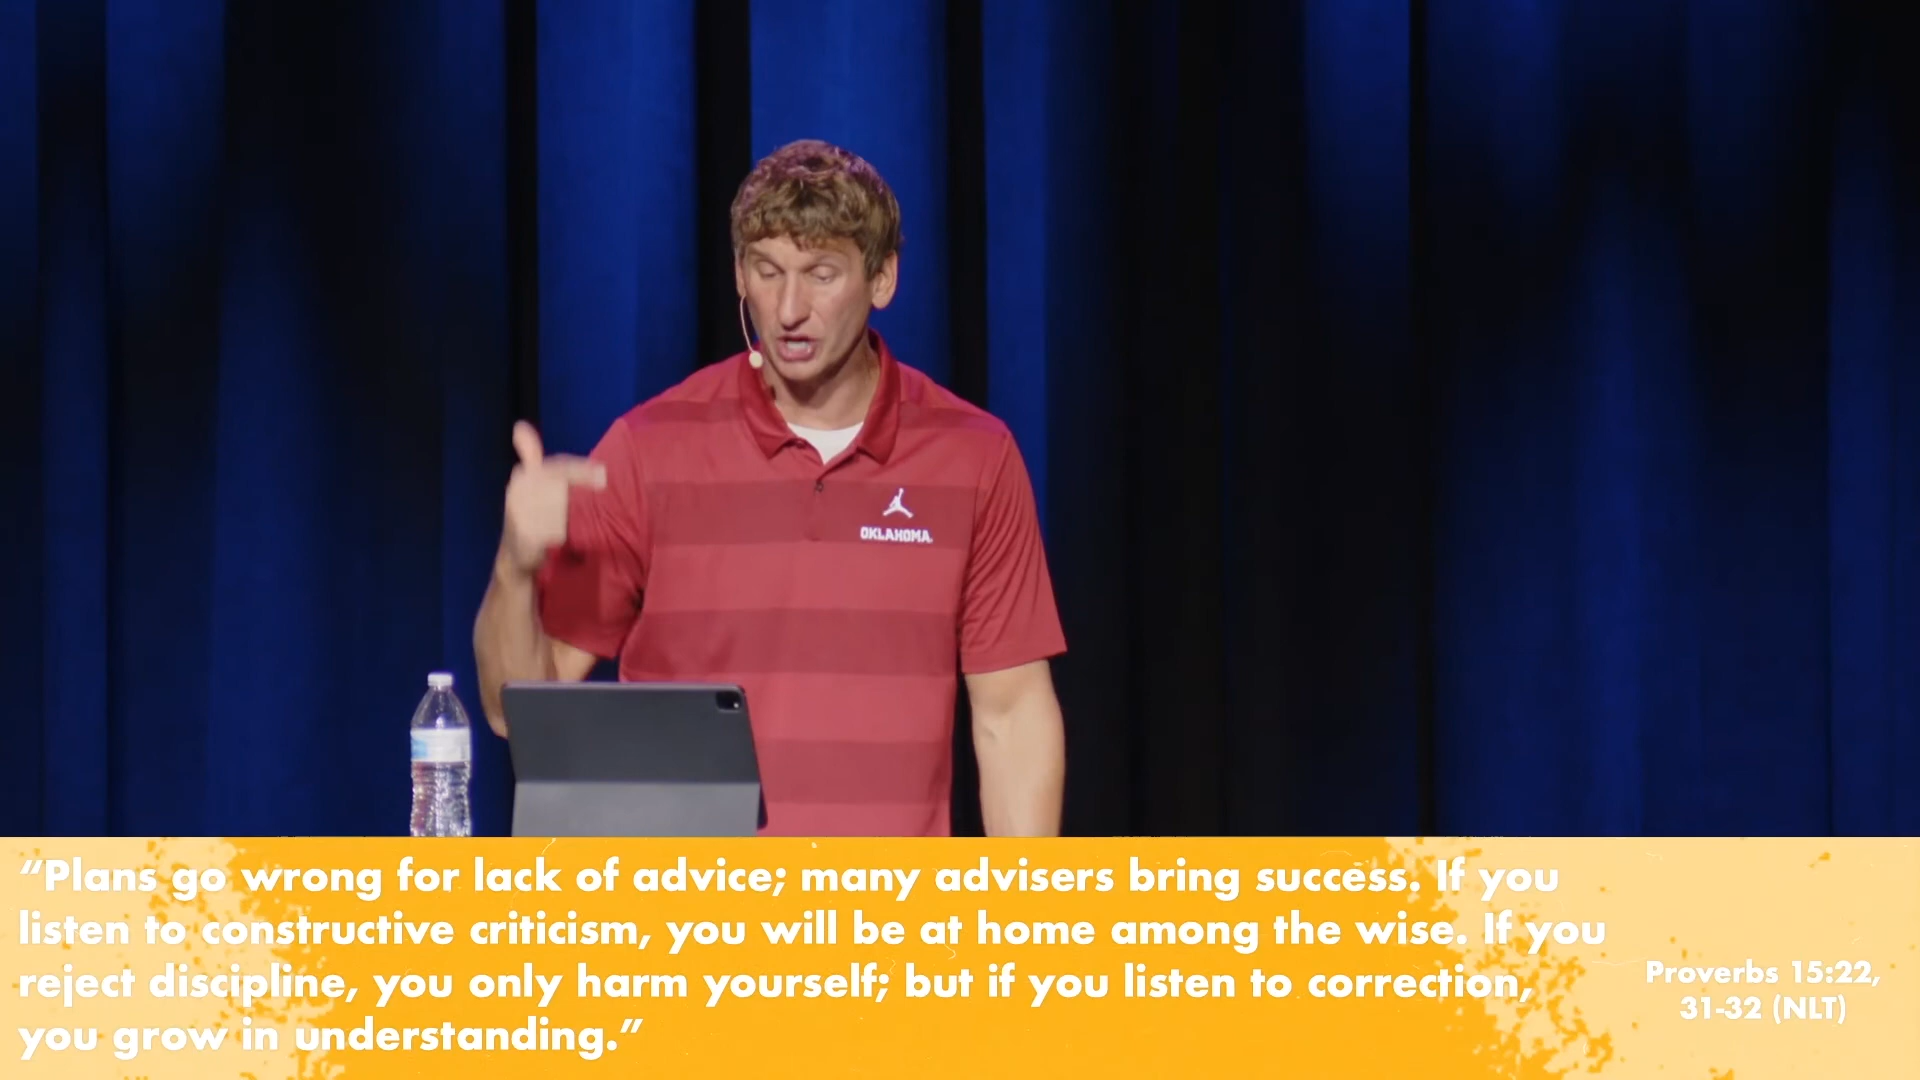 OKLAHOMA
“Plans go wrong for lack of advice; many advisers bring success. If you
listen to constructive criticism, you will be at home among the wise. If you
reject discipline, you only harm yourself; but if you listen to correction,
you grow in understanding.”
Proverbs 15:22,
31-32 (NLT)